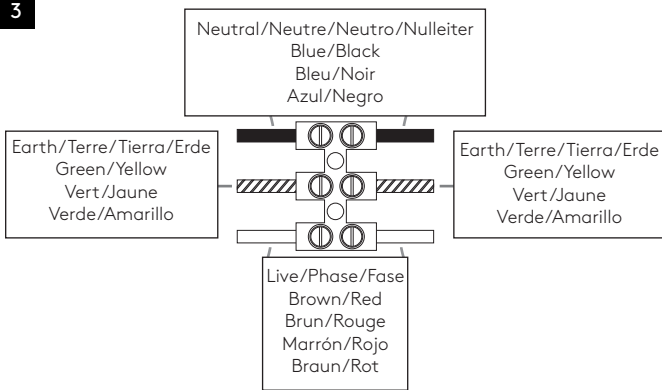 3
Neutral/Neutre/Neutro/Nulleiter
Blue/Black
Bleu/Noir
Azul/Negro
Earth/Terre/Tierra/Erde
Green/Yellow
Vert/Jaune
Verde/Amarillo
Earth/Terre/Tierra/Erde
Green/Yellow
Vert/Jaune
Verde/Amarillo
Live/Phase/Fase
Brown/Red
Brun/Rouge
Marrón/Rojo
Braun/Rot